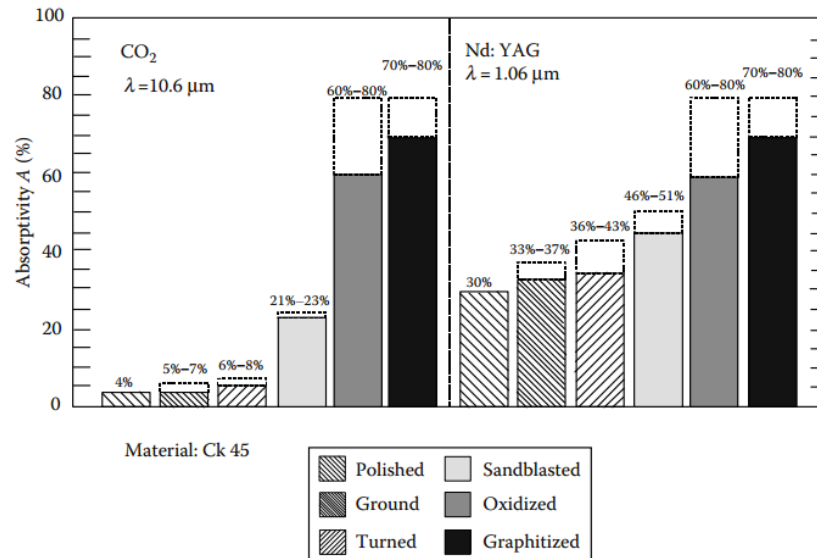 100
80
60
40
20
0
Absorptivity A (%)
CO₂
λ =10.6 μm
4%
5%–7%
6%–8%
21%–23%
60%–80%
70%–80%
Nd: YAG
λ = 1.06 μm
30%
33%–37%
36%–43%
46%–51%
60%–80%
70%–80%
Material: Ck 45
Polished
Ground
Turned
Sandblasted
Oxidized
Graphitized